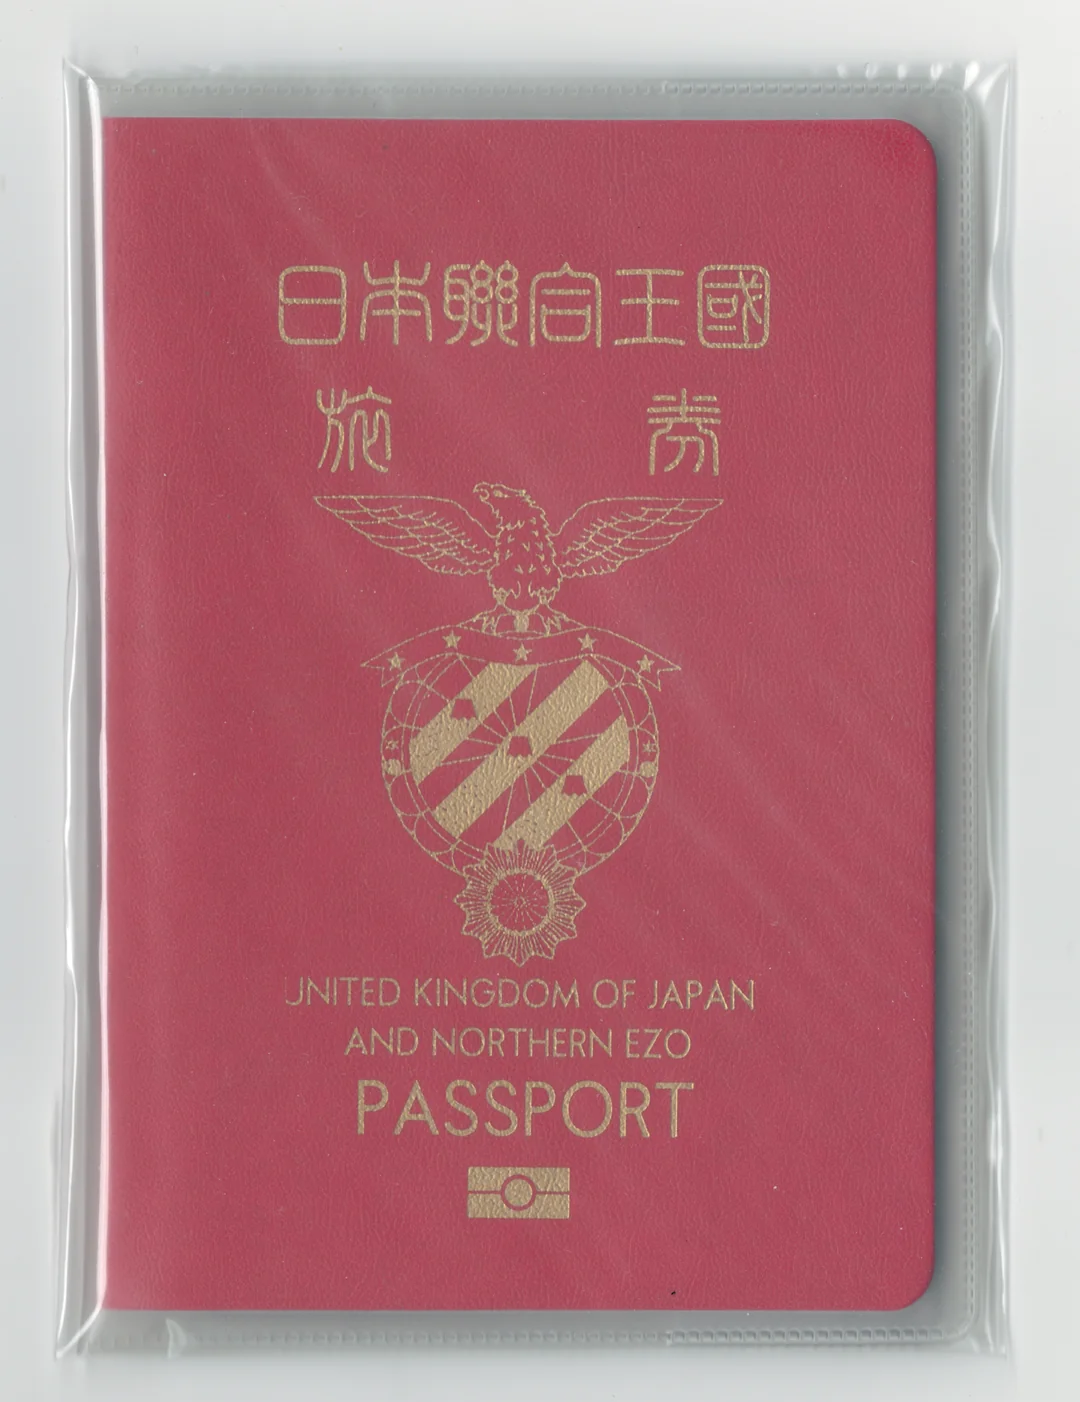 日本聯合王國
旅券
UNITED KINGDOM OF JAPAN
AND NORTHERN EZO
PASSPORT